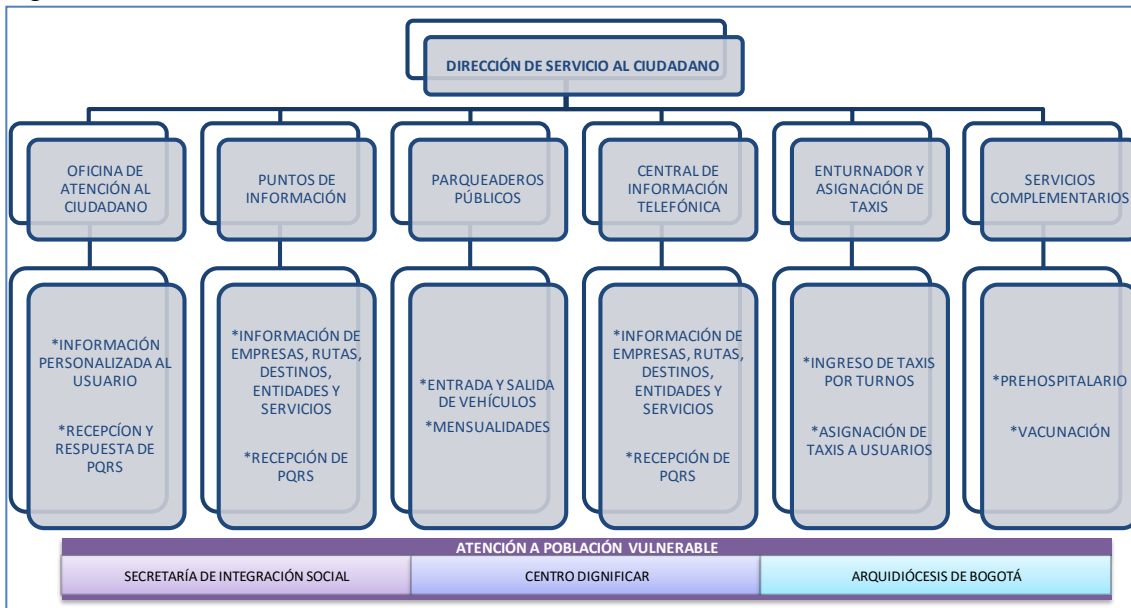 DIRECCIÓN DE SERVICIO AL CIUDADANO
OFICINA DE
ATENCIÓN AL
CIUDADANO
PUNTOS DE
INFORMACIÓN
PARQUEADEROS
PÚBLICOS
CENTRAL DE
INFORMACIÓN
TELEFÓNICA
ENTURNADOR Y
ASIGNACIÓN DE
TAXIS
SERVICIOS
COMPLEMENTARIOS
*INFORMACIÓN
PERSONALIZADA AL
USUARIO
*RECEPCÍON Y
RESPUESTA DE
PQRS
*INFORMACIÓN DE
EMPRESAS, RUTAS,
DESTINOS,
ENTIDADES Y
SERVICIOS
*RECEPCIÓN DE
PQRS
*ENTRADA Y SALIDA
DE VEHÍCULOS
*MENSUALIDADES
*INFORMACIÓN DE
EMPRESAS, RUTAS,
DESTINOS,
ENTIDADES Y
SERVICIOS
*RECEPCIÓN DE
PQRS
*INGRESO DE TAXIS
POR TURNOS
*ASIGNACIÓN DE
TAXIS A USUARIOS
*PREHOSPITALARIO
*VACUNACIÓN
ATENCIÓN A POBLACIÓN VULNERABLE
SECRETARÍA DE INTEGRACIÓN SOCIAL
CENTRO DIGNIFICAR
ARQUIDIÓCESIS DE BOGOTÁ